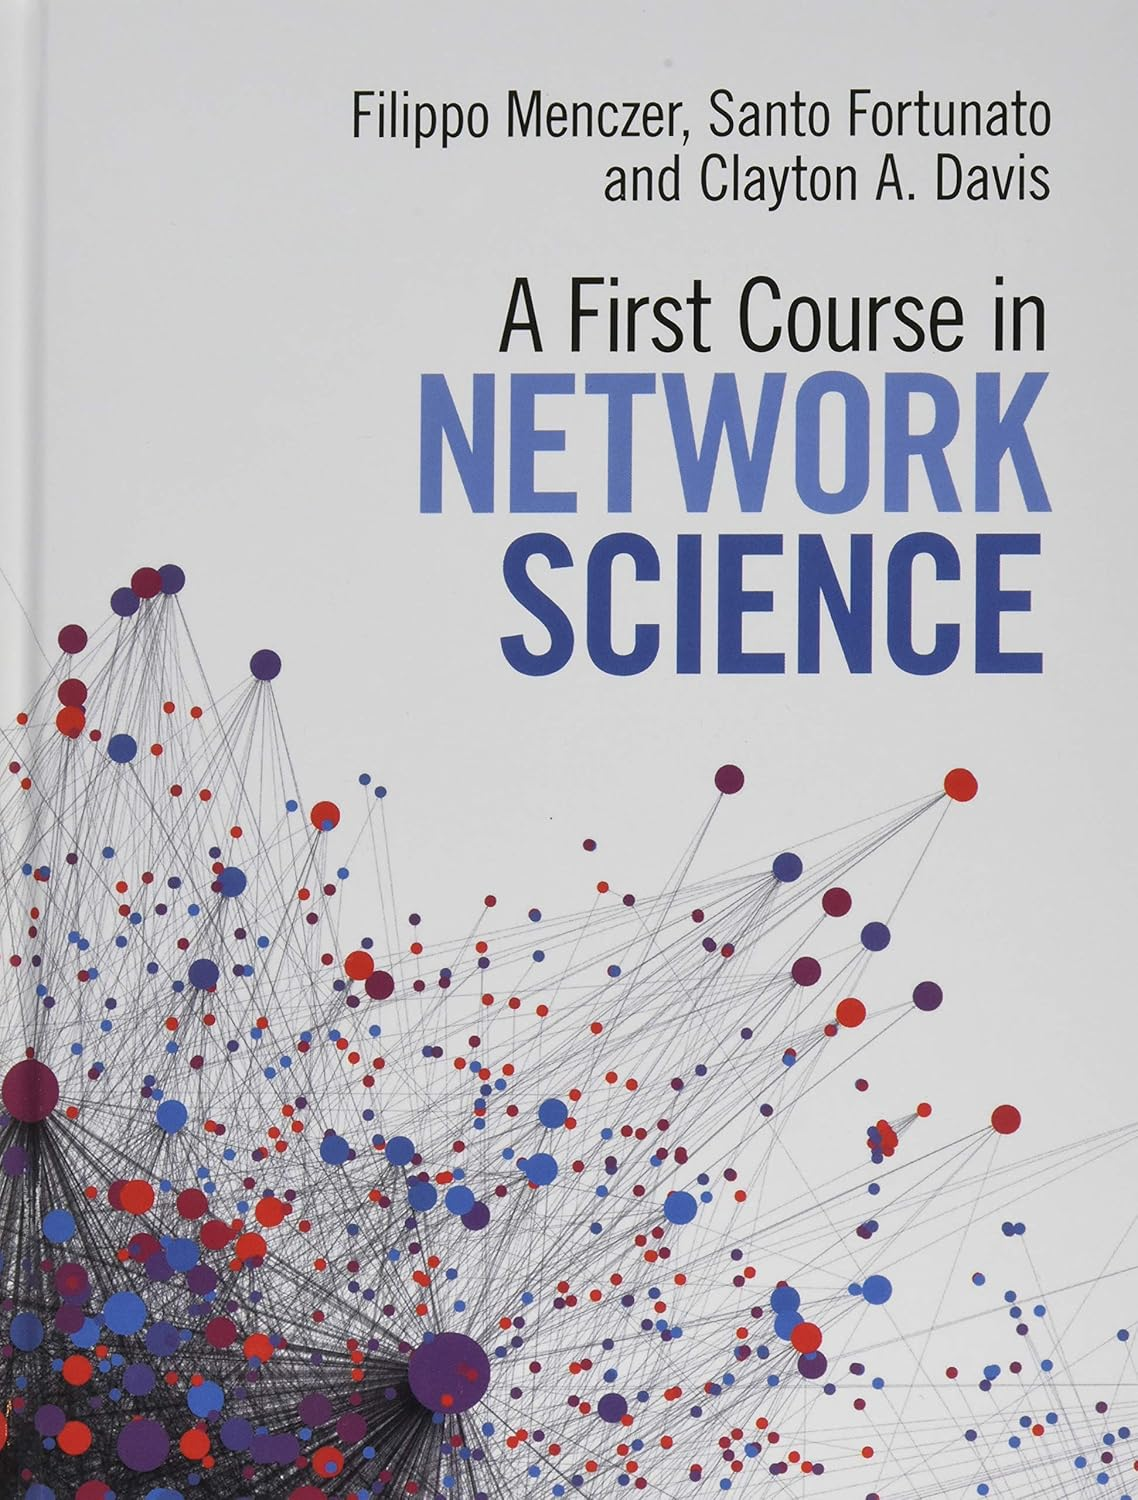 Filippo Menczer, Santo Fortunato
and Clayton A. Davis
A First Course in
NETWORK
SCIENCE